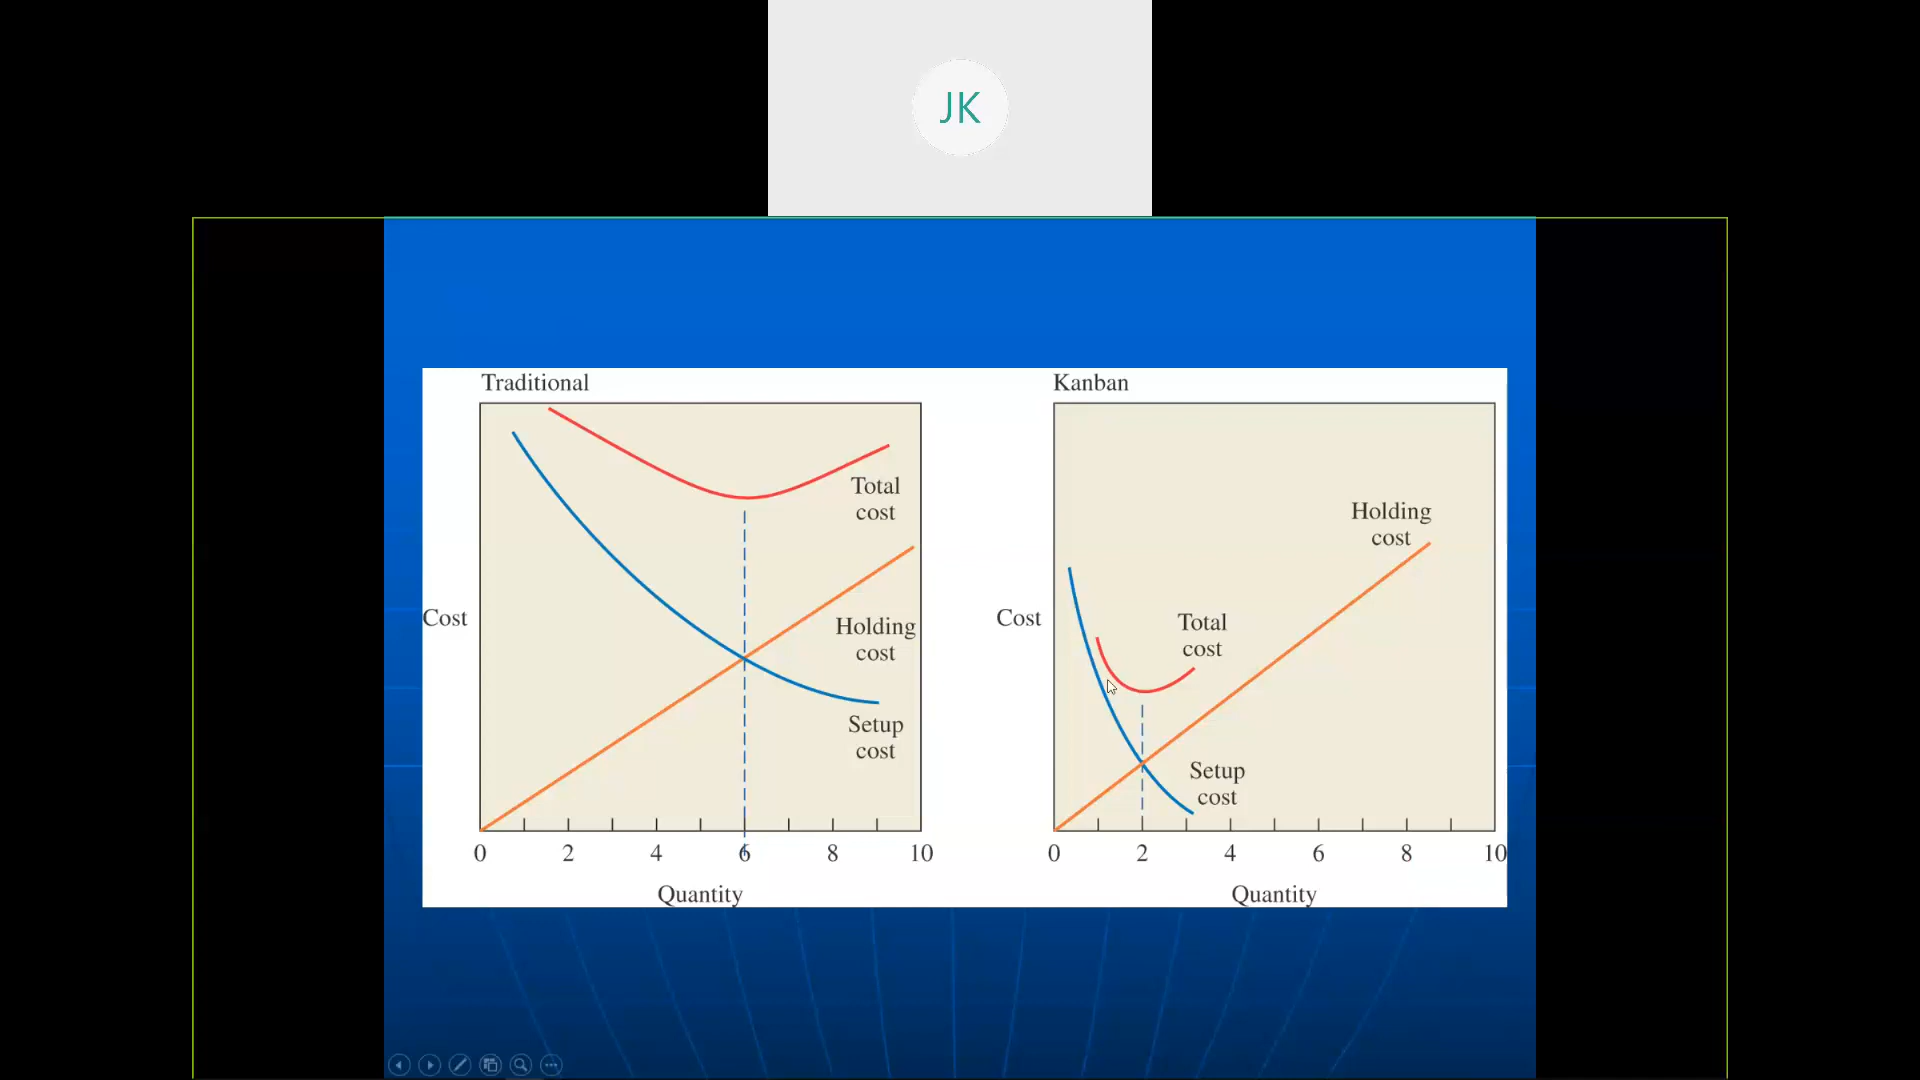 JK
Traditional
Total
cost
Holding
cost
Setup
cost
Cost
0 2 4 6 8 10
Quantity
Kanban
Holding
cost
Total
cost
Setup
cost
Cost
0 2 4 6 8 10
Quantity